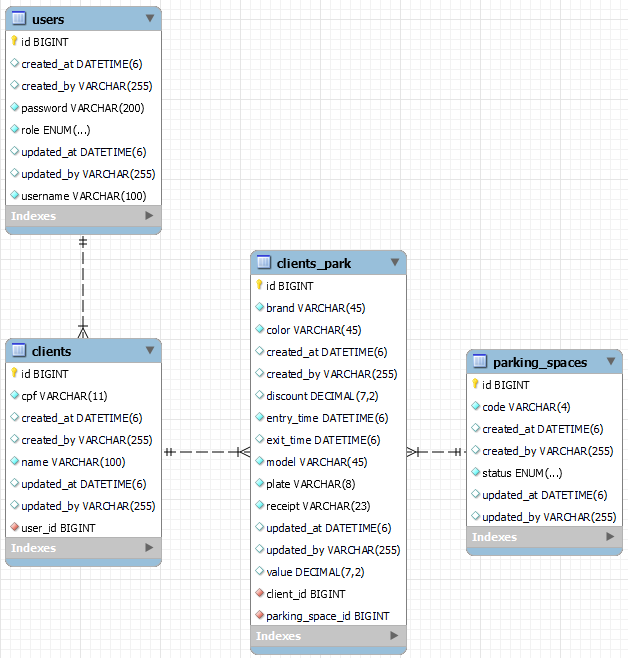 users
id BIGINT
created_at DATETIME(6)
created_by VARCHAR(255)
password VARCHAR(200)
role ENUM(...)
updated_at DATETIME(6)
updated_by VARCHAR(255)
username VARCHAR(100)
Indexes
clients
id BIGINT
cpf VARCHAR(11)
created_at DATETIME(6)
created_by VARCHAR(255)
name VARCHAR(100)
updated_at DATETIME(6)
updated_by VARCHAR(255)
user_id BIGINT
Indexes
clients_park
id BIGINT
brand VARCHAR(45)
color VARCHAR(45)
created_at DATETIME(6)
created_by VARCHAR(255)
discount DECIMAL(7,2)
entry_time DATETIME(6)
exit_time DATETIME(6)
model VARCHAR(45)
plate VARCHAR(8)
receipt VARCHAR(23)
updated_at DATETIME(6)
updated_by VARCHAR(255)
value DECIMAL(7,2)
client_id BIGINT
parking_space_id BIGINT
Indexes
parking_spaces
id BIGINT
code VARCHAR(4)
created_at DATETIME(6)
created_by VARCHAR(255)
status ENUM(...)
updated_at DATETIME(6)
updated_by VARCHAR(255)
Indexes